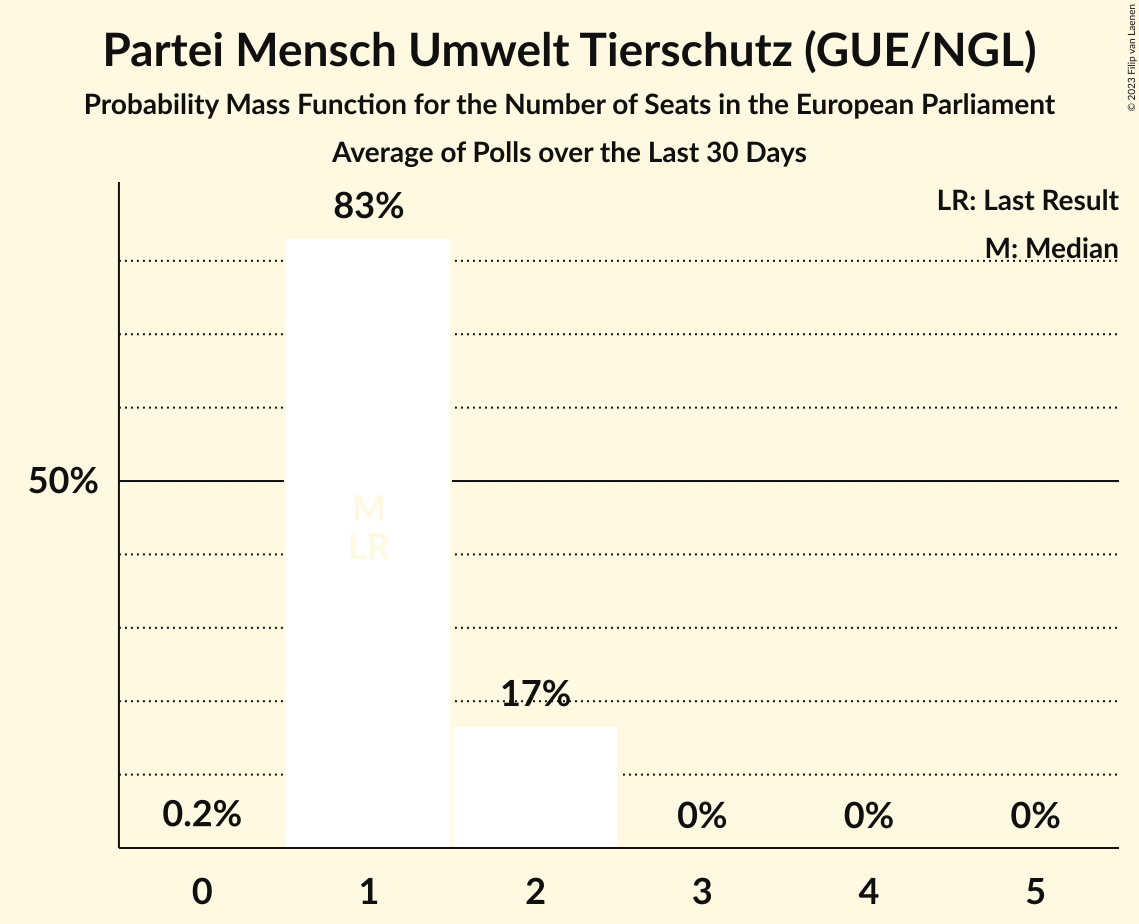 Partei Mensch Umwelt Tierschutz (GUE/NGL)
Probability Mass Function for the Number of Seats in the European Parliament
Average of Polls over the Last 30 Days
© 2023 Filip van Laenen
LR: Last Result
M: Median
83%
50%
M
LR
17%
0.2%
0%
0%
0%
0
1
2
3
4
5